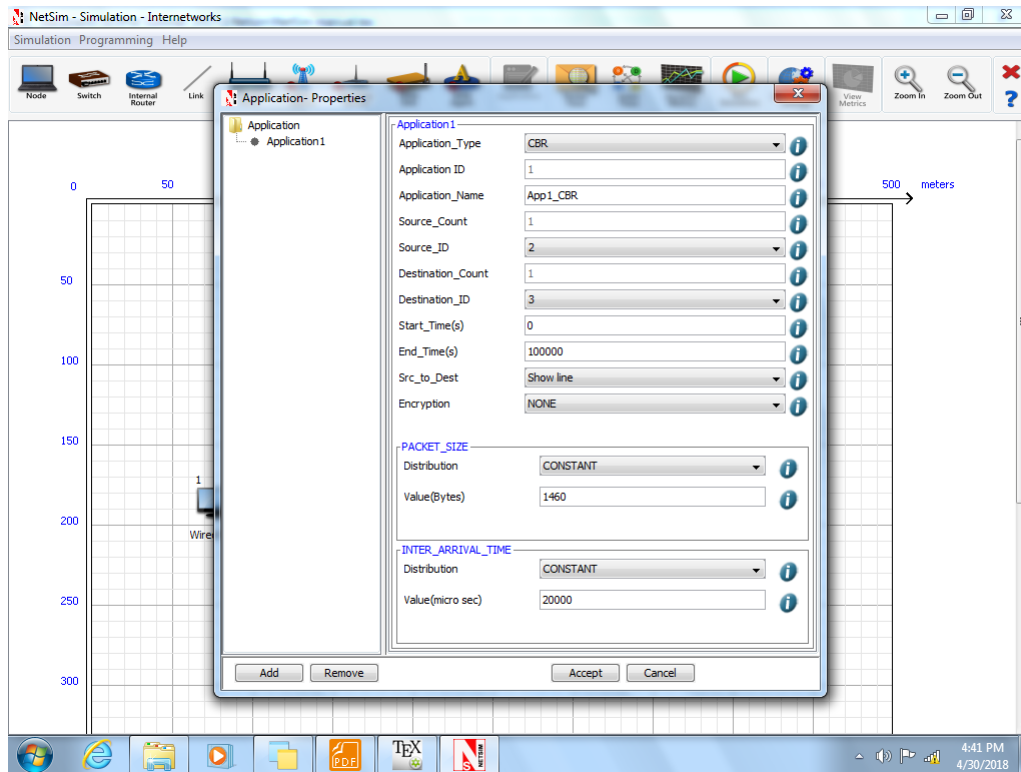 NetSim - Simulation - Internetworks
Simulation Programming Help
Node
Switch
Internal Router
Link
View Metrics
Zoom In
Zoom Out
Application- Properties
Application
Application1
Application1
Application_Type CBR
Application ID 1
Application_Name App1_CBR
Source_Count 1
Source_ID 2
Destination_Count 1
Destination_ID 3
Start_Time(s) 0
End_Time(s) 100000
Src_to_Dest Show line
Encryption NONE
PACKET_SIZE
Distribution CONSTANT
Value(Bytes) 1460
INTER_ARRIVAL_TIME
Distribution CONSTANT
Value(micro sec) 20000
Add Remove Accept Cancel
0 50 500 meters
50
100
150
1
200
250
300
PDF
TEX
NETSIM
4:41 PM
4/30/2018